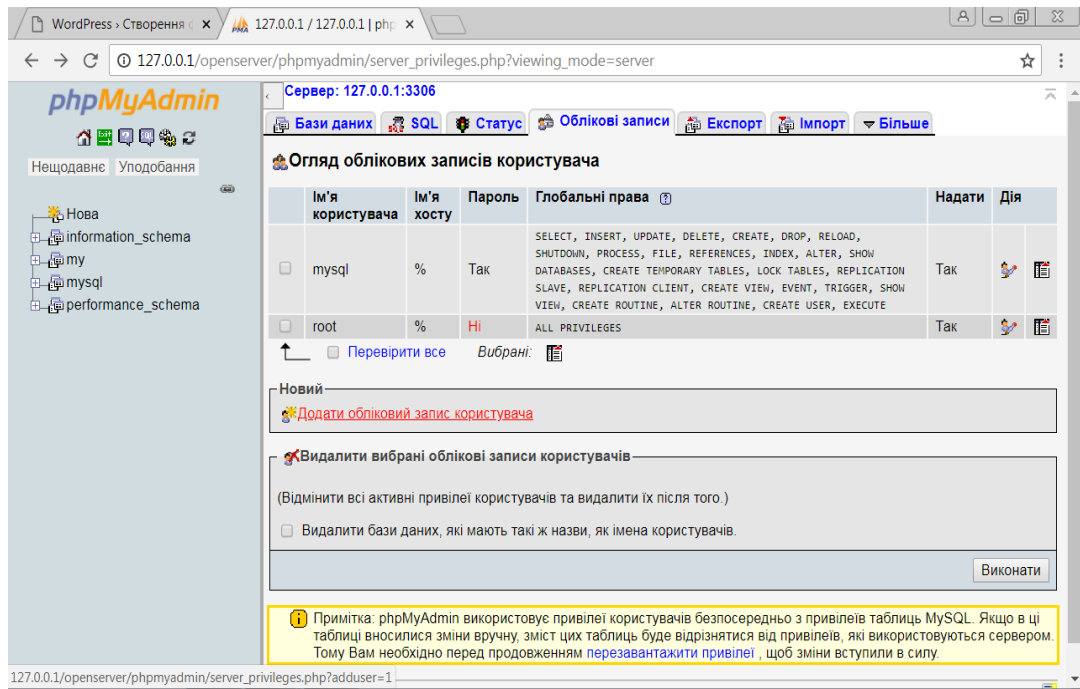 WordPress › Створення ф
127.0.0.1 / 127.0.0.1 | php
127.0.0.1/openserver/phpmyadmin/server_privileges.php?viewing_mode=server
phpMyAdmin
Нещодавнє Уподобання
Нова
information_schema
my
mysql
performance_schema
Сервер: 127.0.0.1:3306
Бази даних SQL Статус Облікові записи Експорт Імпорт Більше
Огляд облікових записів користувача
Ім'я користувача Ім'я хосту Пароль Глобальні права Надати Дія
mysql % Так
SELECT, INSERT, UPDATE, DELETE, CREATE, DROP, RELOAD,
SHUTDOWN, PROCESS, FILE, REFERENCES, INDEX, ALTER, SHOW
DATABASES, CREATE TEMPORARY TABLES, LOCK TABLES, REPLICATION
SLAVE, REPLICATION CLIENT, CREATE VIEW, EVENT, TRIGGER, SHOW
VIEW, CREATE ROUTINE, ALTER ROUTINE, CREATE USER, EXECUTE
Так
root % Ні ALL PRIVILEGES Так
Перевірити все Вибрані:
Новий
Додати обліковий запис користувача
Видалити вибрані облікові записи користувачів
(Відмінити всі активні привілеї користувачів та видалити їх після того.)
Видалити бази даних, які мають такі ж назви, як імена користувачів.
Виконати
Примітка: phpMyAdmin використовує привілеї користувачів безпосередньо з привілеїв таблиць MySQL. Якщо в ці
таблиці вносилися зміни вручну, зміст цих таблиць буде відрізнятися від привілеїв, які використовуються сервером.
Тому Вам необхідно перед продовженням перезавантажити привілеї , щоб зміни вступили в силу.
127.0.0.1/openserver/phpmyadmin/server_privileges.php?adduser=1